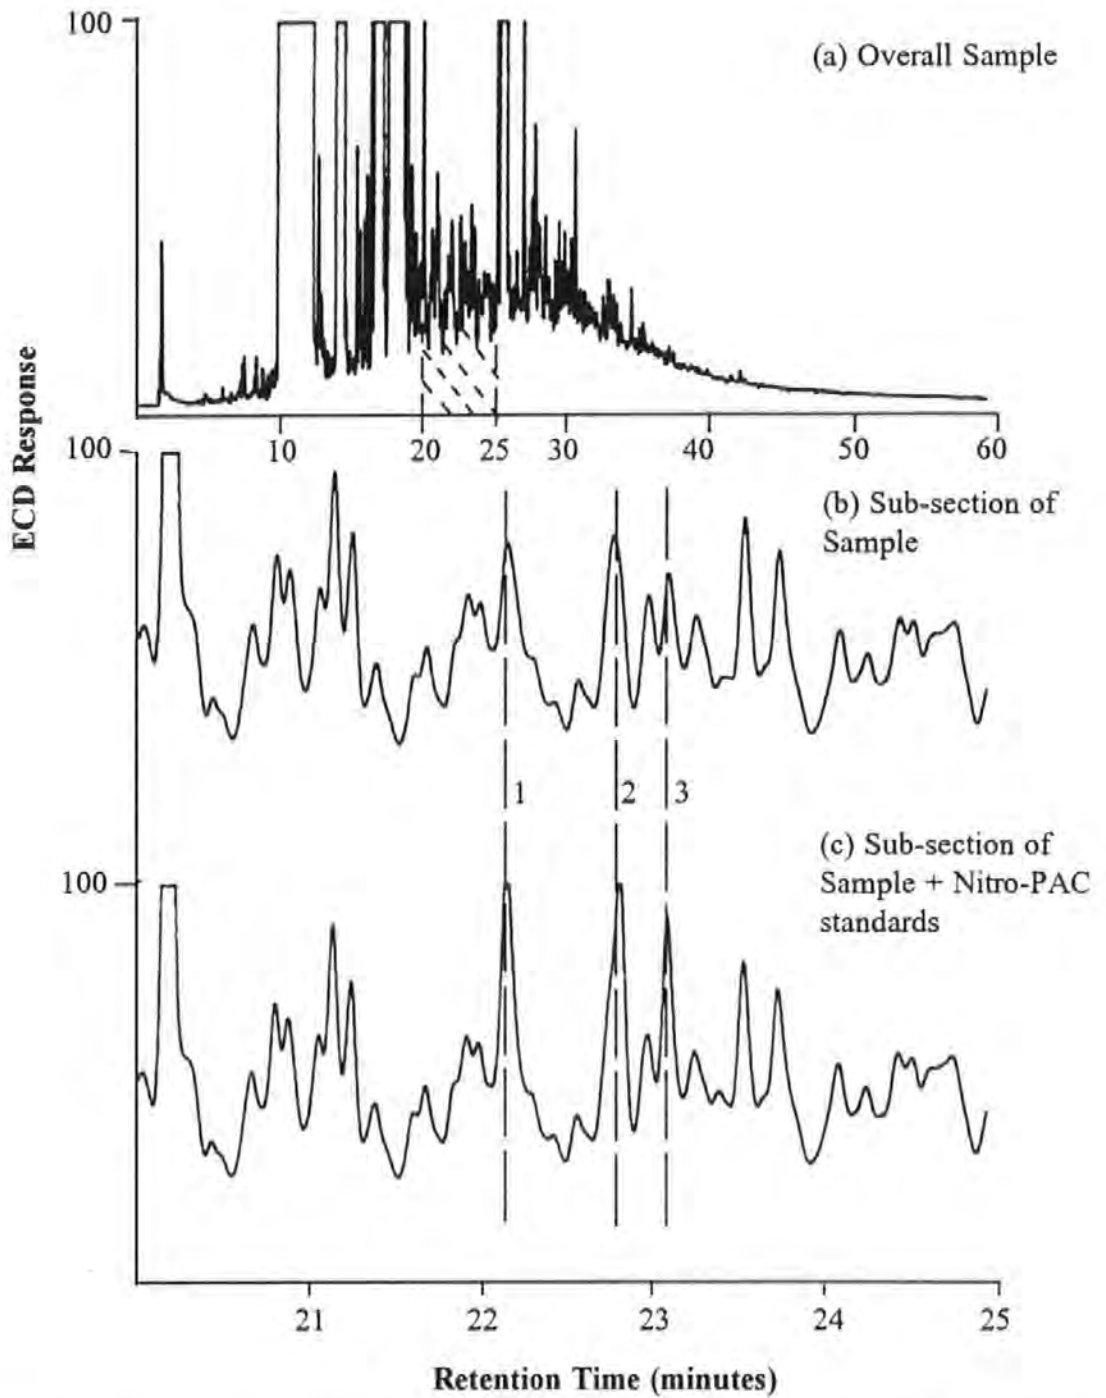 100
(a) Overall Sample
ECD Response
10 20 25 30 40 50 60
100
(b) Sub-section of
Sample
1 2 3
(c) Sub-section of
Sample + Nitro-PAC
standards
100
21 22 23 24 25
Retention Time (minutes)